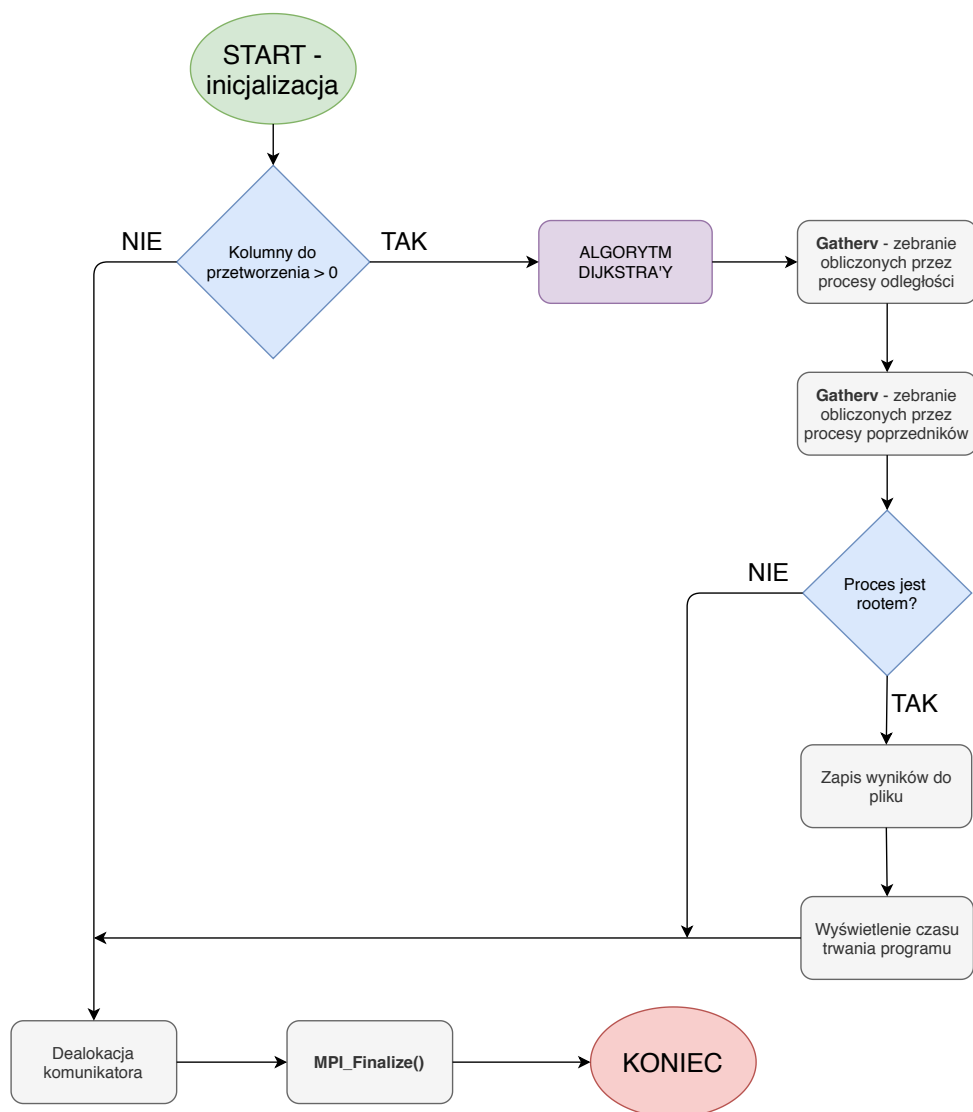 START -
inicjalizacja
NIE
Kolumny do
przetworzenia > 0
TAK
ALGORYTM
DIJKSTRA'Y
Gatherv - zebranie
obliczonych przez
procesy odległości
Gatherv - zebranie
obliczonych przez
procesy poprzedników
NIE
Proces jest
rootem?
TAK
Zapis wyników do
pliku
Wyświetlenie czasu
trwania programu
Dealokacja
komunikatora
MPI_Finalize()
KONIEC